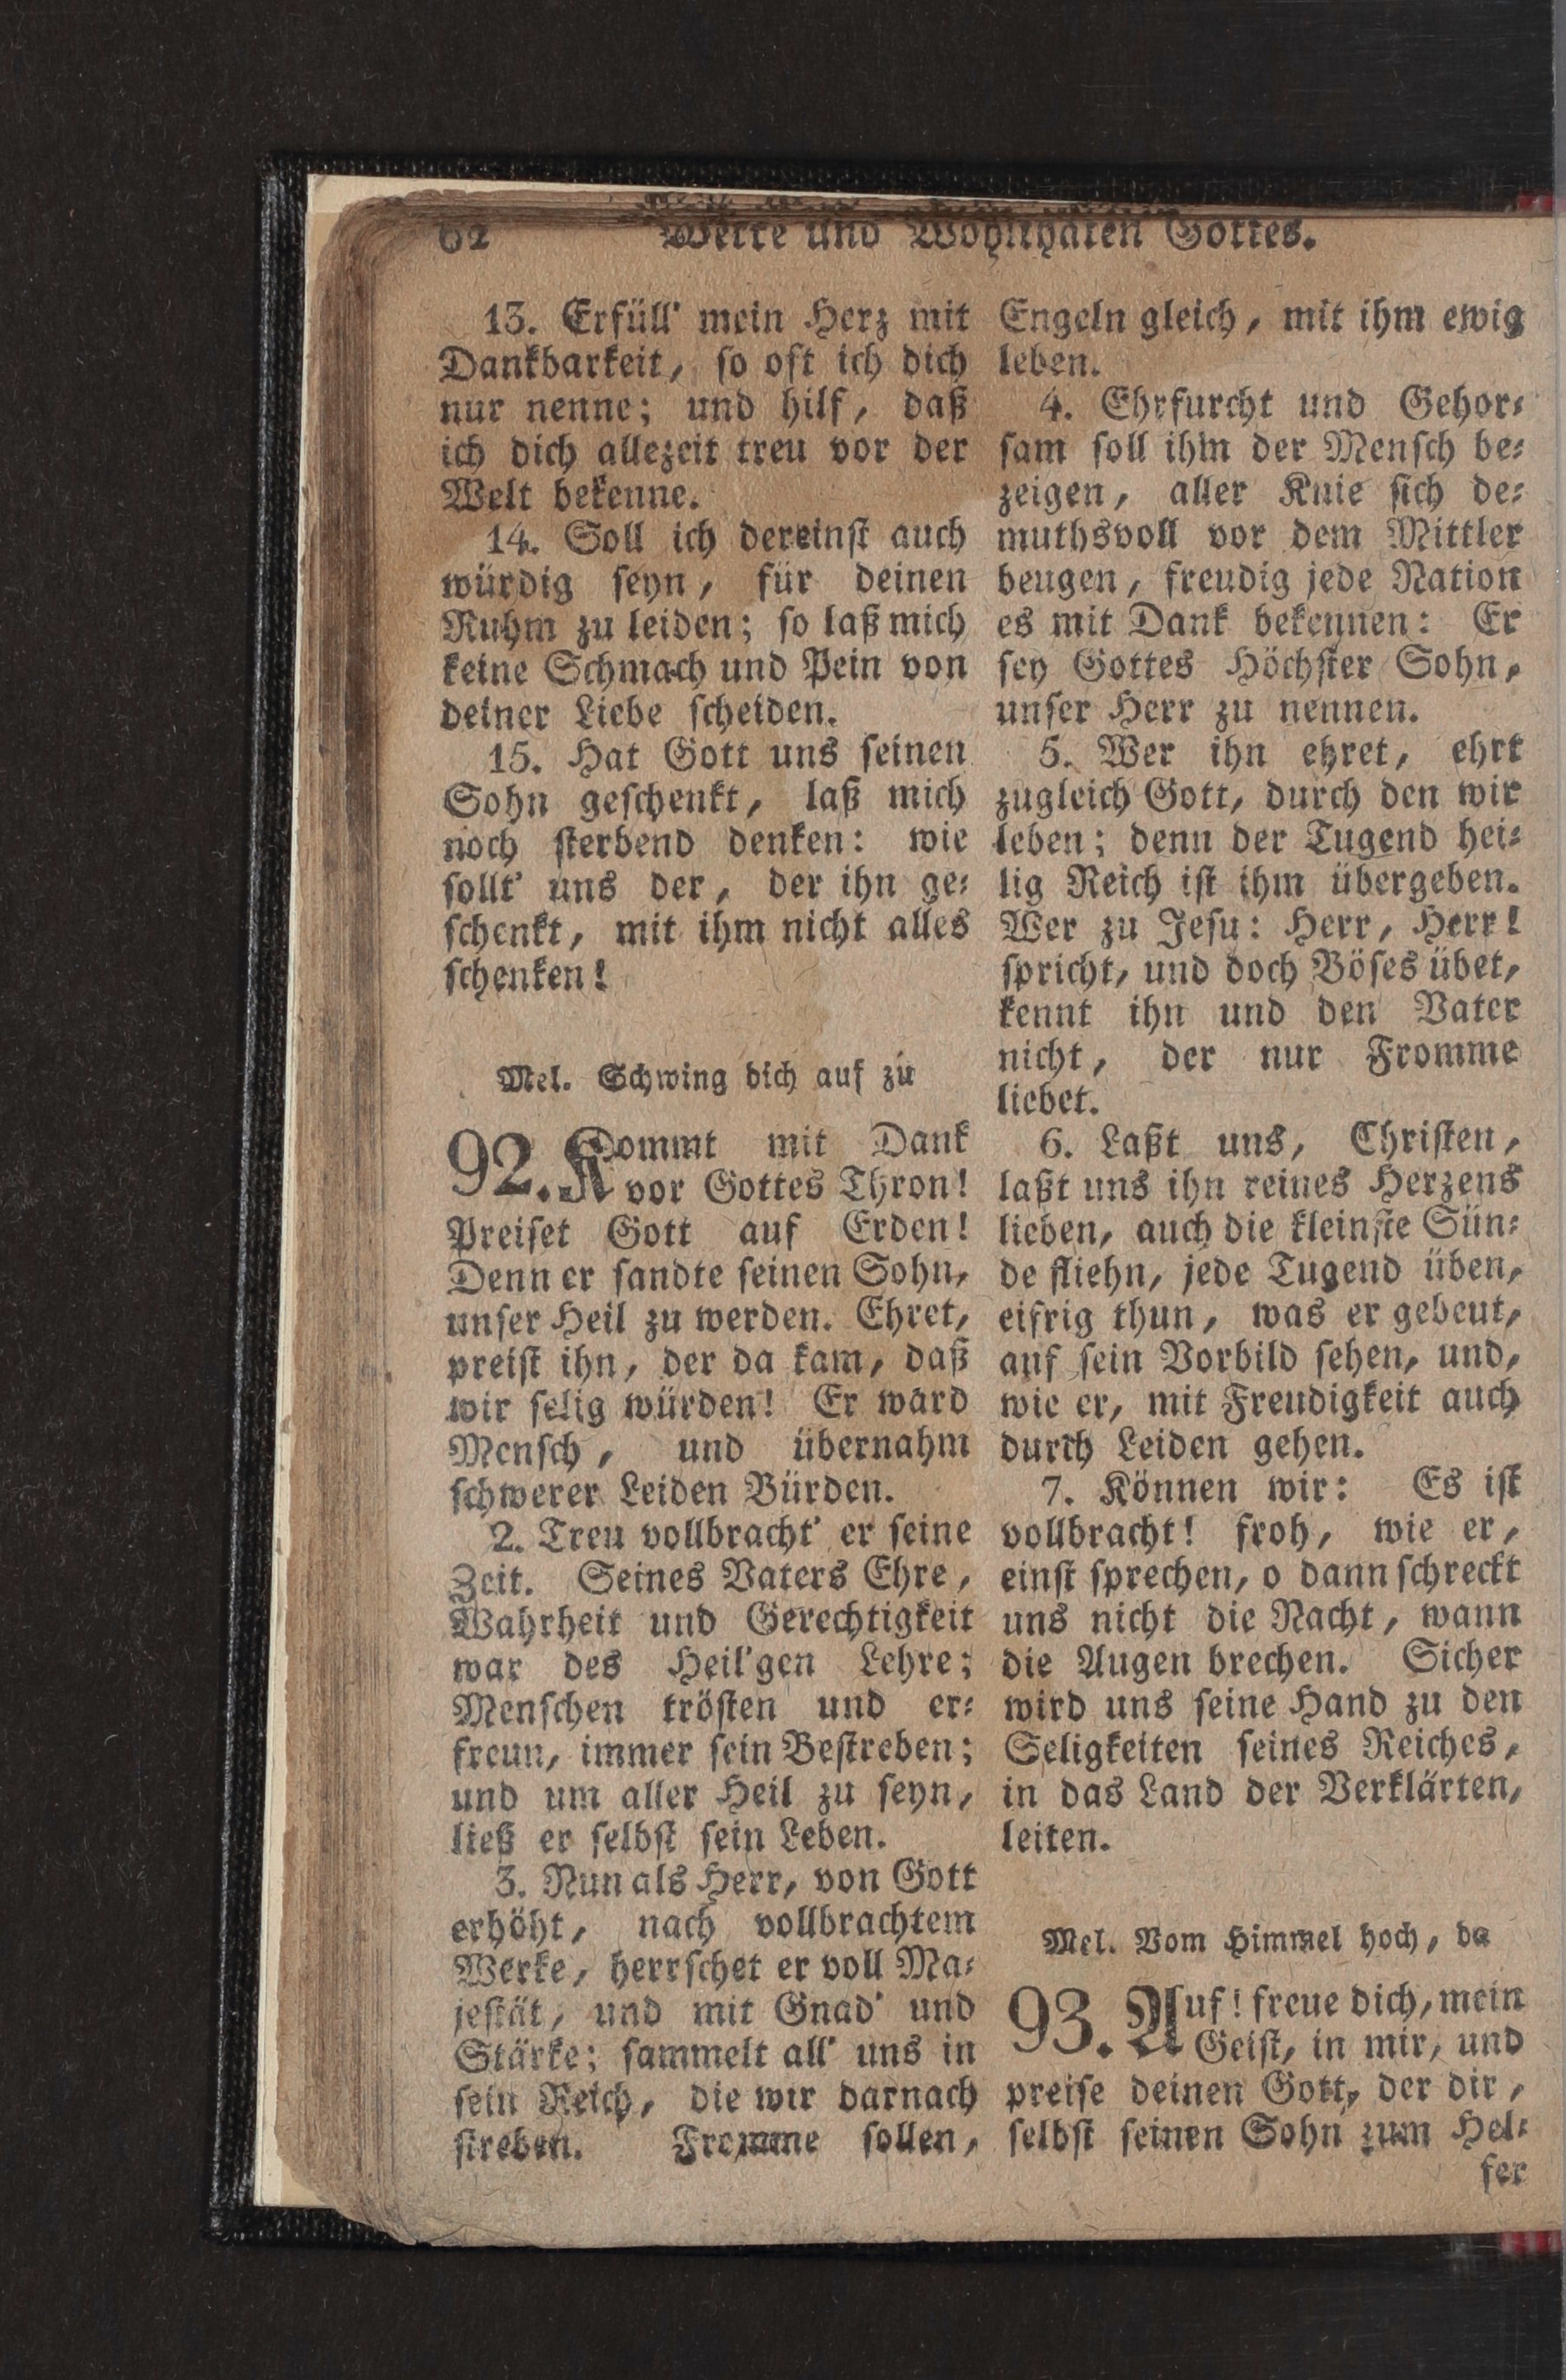 62 Werke und Wohlthaten Gottes.
13. Erfüll' mein Herz mit
Dankbarkeit, so oft ich dich
nur nenne; und hilf, daß
ich dich allezeit treu vor der
Welt bekenne.
14. Soll ich dereinst auch
würdig seyn, für deinen
Ruhm zu leiden; so laß mich
keine Schmach und Pein von
deiner Liebe scheiden.
15. Hat Gott uns seinen
Sohn geschenkt, laß mich
noch sterbend denken: wie
sollt' uns der, der ihn ge-
schenkt, mit ihm nicht alles
schenken!
Mel. Schwing dich auf zu
92. Kommt mit Dank
vor Gottes Thron!
Preiset Gott auf Erden!
Denn er sandte seinen Sohn,
unser Heil zu werden. Ehret,
preist ihn, der da kam, daß
wir selig würden! Er ward
Mensch, und übernahm
schwerer Leiden Bürden.
2. Treu vollbracht' er seine
Zeit. Seines Vaters Ehre,
Wahrheit und Gerechtigkeit
war des Heil'gen Lehre;
Menschen trösten und er-
freun, immer sein Bestreben;
und um aller Heil zu seyn,
ließ er selbst sein Leben.
3. Nun als Herr, von Gott
erhöht, nach vollbrachtem
Werke, herrschet er voll Ma-
jestät, und mit Gnad' und
Stärke; sammelt all' uns in
sein Reich, die wir darnach
streben. Fromme sollen,
Engeln gleich, mit ihm ewig
leben.
4. Ehrfurcht und Gehor-
sam soll ihm der Mensch be-
zeigen, aller Knie sich de-
muthsvoll vor dem Mittler
beugen, freudig jede Nation
es mit Dank bekennen: Er
sey Gottes Höchster Sohn,
unser Herr zu nennen.
5. Wer ihn ehret, ehrt
zugleich Gott, durch den wir
leben; denn der Tugend hei-
lig Reich ist ihm übergeben.
Wer zu Jesu: Herr, Herr!
spricht, und doch Böses übet,
kennt ihn und den Vater
nicht, der nur Fromme
liebet.
6. Laßt uns, Christen,
laßt uns ihn reines Herzens
lieben, auch die kleinste Sün-
de fliehn, jede Tugend üben,
eifrig thun, was er gebeut,
auf sein Vorbild sehen, und,
wie er, mit Freudigkeit auch
durch Leiden gehen.
7. Können wir: Es ist
vollbracht! froh, wie er,
einst sprechen, o dann schreckt
uns nicht die Nacht, wann
die Augen brechen. Sicher
wird uns seine Hand zu den
Seligkeiten seines Reiches,
in das Land der Verklärten,
leiten.
Mel. Vom Himmel hoch, da
93. Auf! freue dich, mein
Geist, in mir, und
preise deinen Gott, der dir,
selbst seinen Sohn zum Hel-
fer